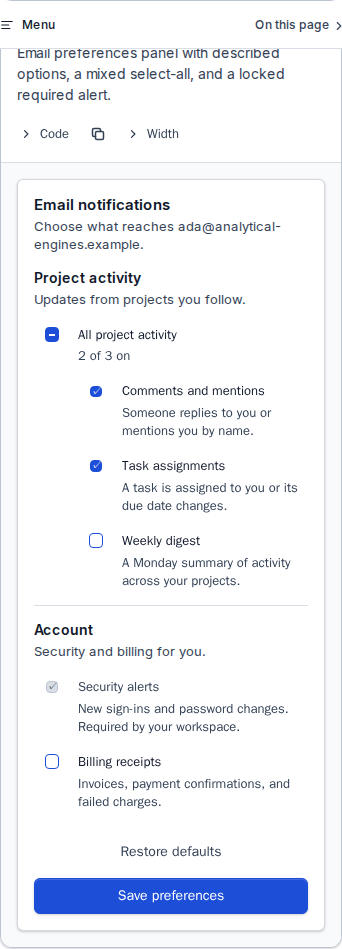 Menu
On this page
Email preferences panel with described
options, a mixed select-all, and a locked
required alert.
Code
Width
Email notifications
Choose what reaches ada@analytical-
engines.example.
Project activity
Updates from projects you follow.
All project activity
2 of 3 on
Comments and mentions
Someone replies to you or
mentions you by name.
Task assignments
A task is assigned to you or its
due date changes.
Weekly digest
A Monday summary of activity
across your projects.
Account
Security and billing for you.
Security alerts
New sign-ins and password changes.
Required by your workspace.
Billing receipts
Invoices, payment confirmations, and
failed charges.
Restore defaults
Save preferences